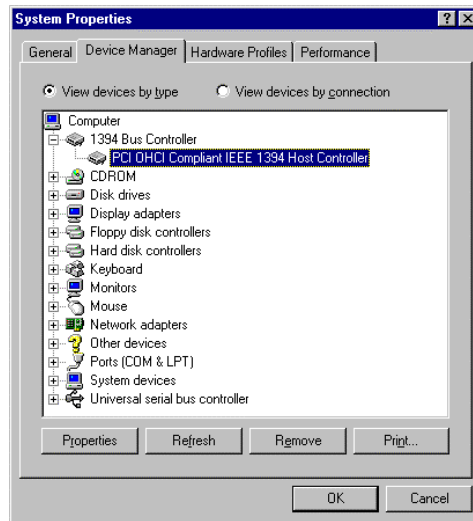 System Properties
General Device Manager Hardware Profiles Performance
View devices by type View devices by connection
Computer
1394 Bus Controller
PCI OHCI Compliant IEEE 1394 Host Controller
CDROM
Disk drives
Display adapters
Floppy disk controllers
Hard disk controllers
Keyboard
Monitors
Mouse
Network adapters
Other devices
Ports (COM & LPT)
System devices
Universal serial bus controller
Properties Refresh Remove Print...
OK Cancel